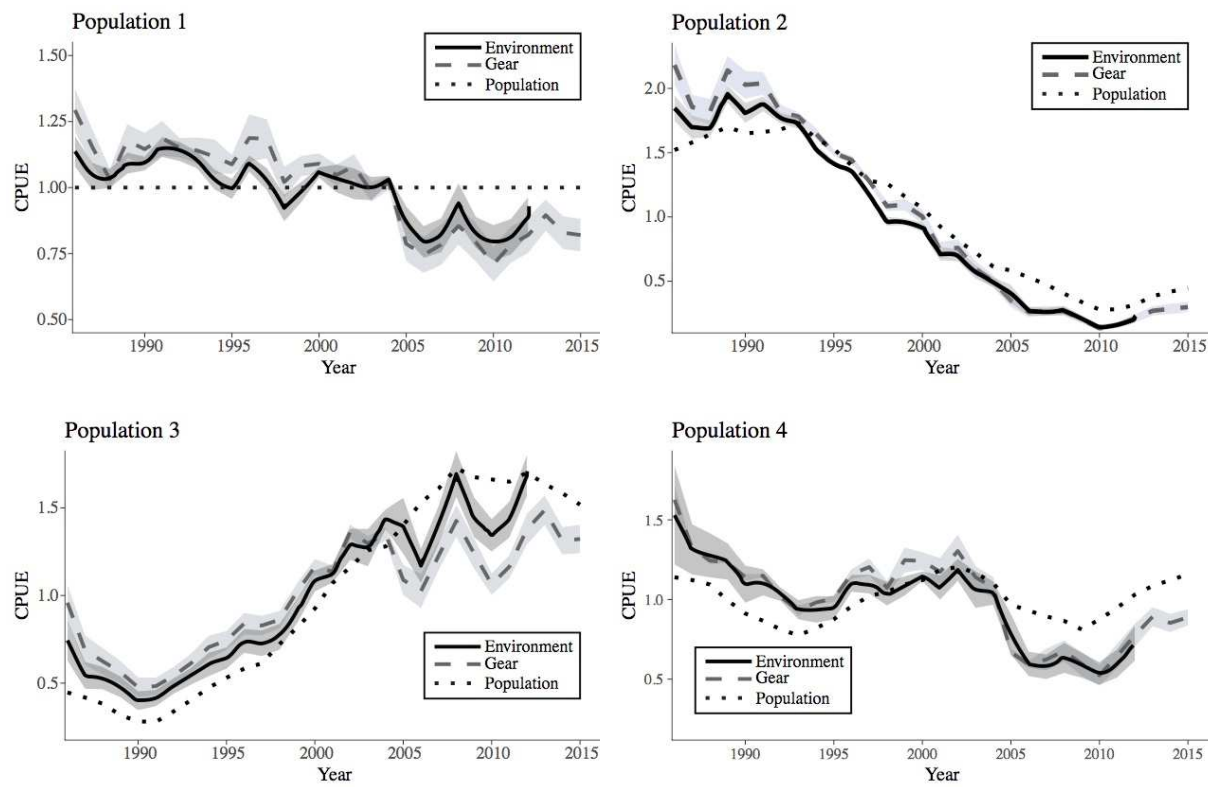 Population 1
1.50
1.25
1.00
0.75
0.50
CPUE
Environment
Gear
Population
1990 1995 2000 2005 2010 2015
Year
Population 2
2.0
1.5
1.0
0.5
CPUE
Environment
Gear
Population
1990 1995 2000 2005 2010 2015
Year
Population 3
1.5
1.0
0.5
CPUE
Environment
Gear
Population
1990 1995 2000 2005 2010 2015
Year
Population 4
1.5
1.0
0.5
CPUE
Environment
Gear
Population
1990 1995 2000 2005 2010 2015
Year